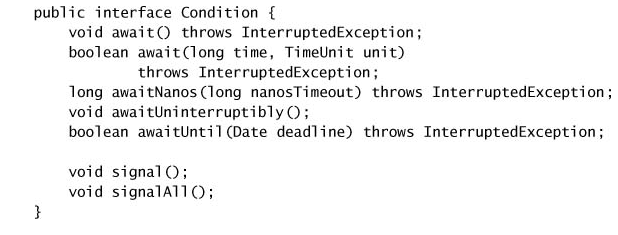 public interface Condition {
    void await() throws InterruptedException;
    boolean await(long time, TimeUnit unit)
            throws InterruptedException;
    long awaitNanos(long nanosTimeout) throws InterruptedException;
    void awaitUninterruptibly();
    boolean awaitUntil(Date deadline) throws InterruptedException;

    void signal();
    void signalAll();
}